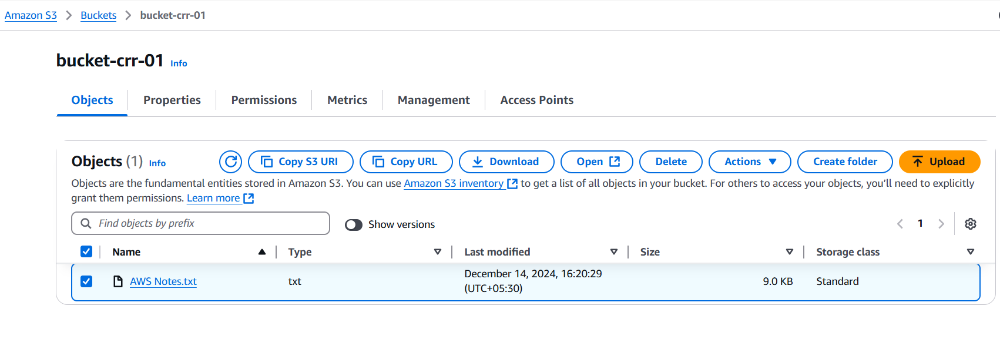 Amazon S3 > Buckets > bucket-crr-01
bucket-crr-01 Info
Objects Properties Permissions Metrics Management Access Points
Objects (1) Info Copy S3 URI Copy URL Download Open Delete Actions Create folder Upload
Objects are the fundamental entities stored in Amazon S3. You can use Amazon S3 inventory to get a list of all objects in your bucket. For others to access your objects, you’ll need to explicitly
grant them permissions. Learn more
Find objects by prefix Show versions 1
Name Type Last modified Size Storage class
AWS Notes.txt txt December 14, 2024, 16:20:29 9.0 KB Standard
(UTC+05:30)